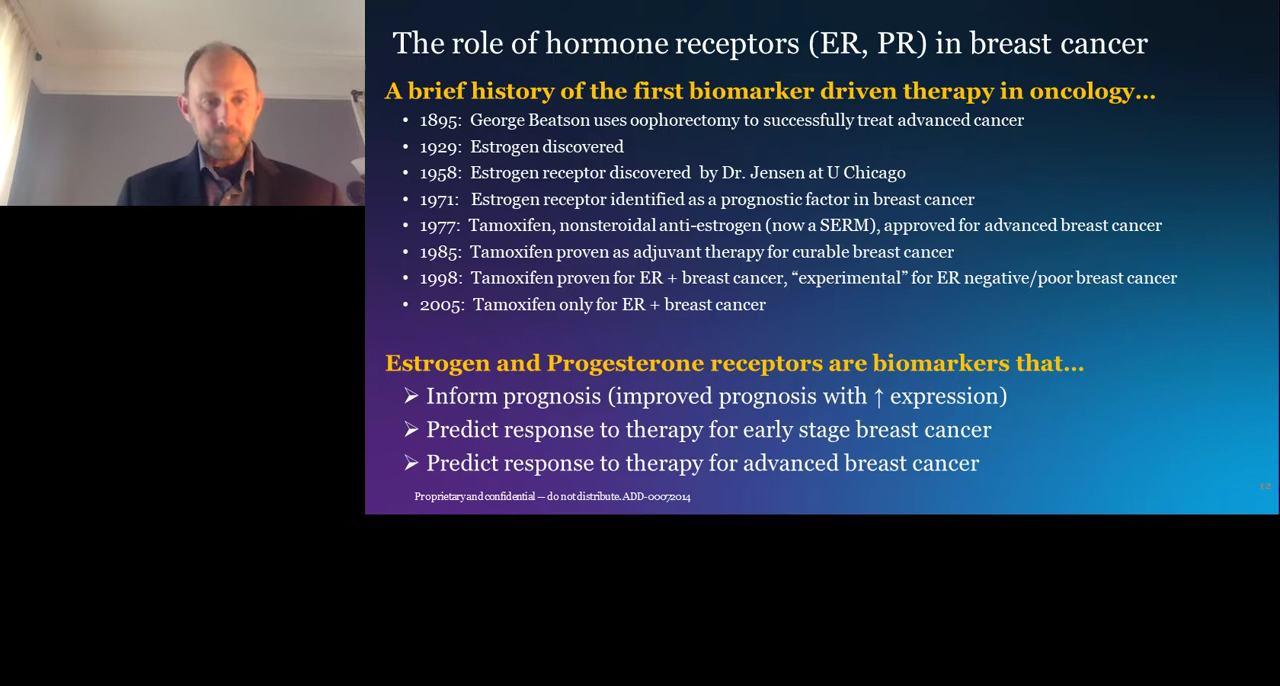 The role of hormone receptors (ER, PR) in breast cancer
A brief history of the first biomarker driven therapy in oncology...
• 1895: George Beatson uses oophorectomy to successfully treat advanced cancer
• 1929: Estrogen discovered
• 1958: Estrogen receptor discovered by Dr. Jensen at U Chicago
• 1971: Estrogen receptor identified as a prognostic factor in breast cancer
• 1977: Tamoxifen, nonsteroidal anti-estrogen (now a SERM), approved for advanced breast cancer
• 1985: Tamoxifen proven as adjuvant therapy for curable breast cancer
• 1998: Tamoxifen proven for ER + breast cancer, “experimental” for ER negative/poor breast cancer
• 2005: Tamoxifen only for ER + breast cancer
Estrogen and Progesterone receptors are biomarkers that...
➢ Inform prognosis (improved prognosis with ↑ expression)
➢ Predict response to therapy for early stage breast cancer
➢ Predict response to therapy for advanced breast cancer
Proprietary and confidential — do not distribute. ADD-00072014
12